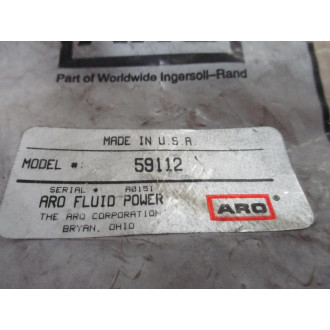 Part of Worldwide Ingersoll-Rand
MADE IN U.S.A
MODEL #: 59112
SERIAL # A0151
ARO FLUID POWER
THE ARO CORPORATION
BRYAN, OHIO
ARO